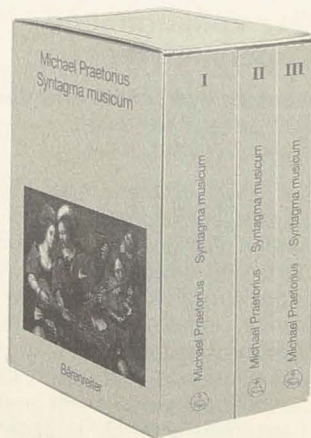 Michael Praetorius
Syntagma musicum
Bärenreiter
I
Michael Praetorius · Syntagma musicum
II
Michael Praetorius · Syntagma musicum
III
Michael Praetorius · Syntagma musicum